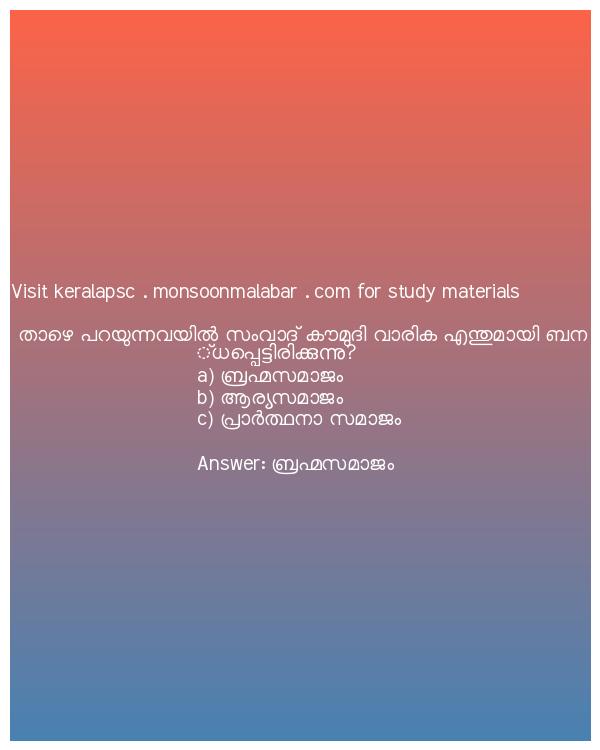 Visit keralapsc . monsoonmalabar . com for study materials
താഴെ പറയുന്നവയിൽ സംവാദ് കൗമുദി വാരിക എന്തുമായി ബന
്ധപ്പെട്ടിരിക്കുന്നു?
a) ബ്രഹ്മസമാജം
b) ആര്യസമാജം
c) പ്രാർത്ഥനാ സമാജം
Answer: ബ്രഹ്മസമാജം